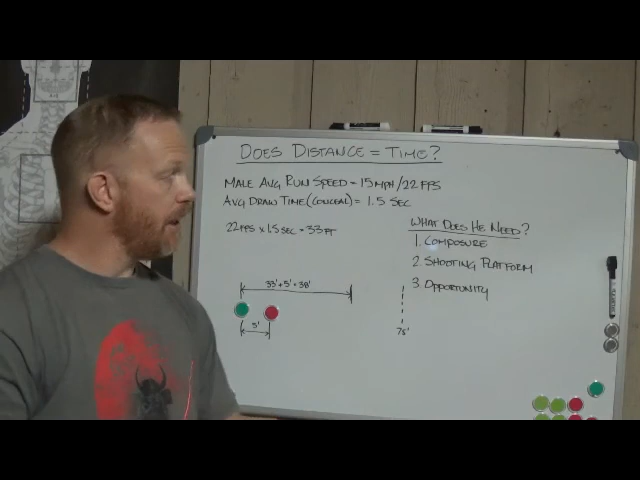 DOES DISTANCE = TIME?
MALE AVG RUN SPEED = 15 MPH / 22 FPS
AVG DRAW TIME (CONCEAL) = 1.5 SEC
22 FPS x 1.5 SEC = 33 FT
WHAT DOES HE NEED?
1. COMPOSURE
2. SHOOTING PLATFORM
3. OPPORTUNITY
33' + 5' = 38'
5'
75'